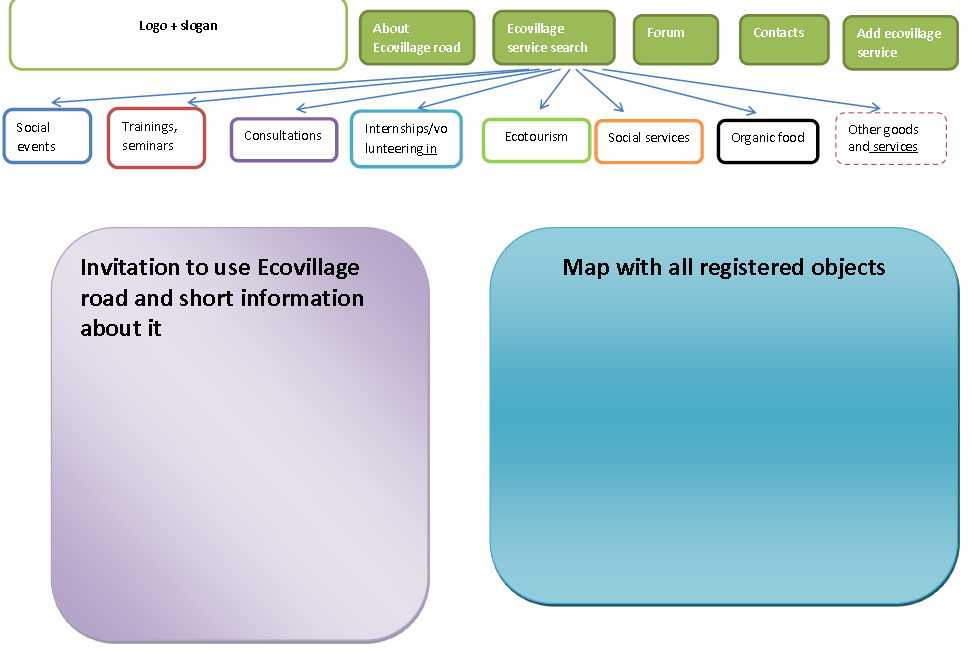 Logo + slogan
About
Ecovillage road
Ecovillage
service search
Forum
Contacts
Add ecovillage
service
Social
events
Trainings,
seminars
Consultations
Internships/vo
lunteering in
Ecotourism
Social services
Organic food
Other goods
and services
Invitation to use Ecovillage
road and short information
about it
Map with all registered objects